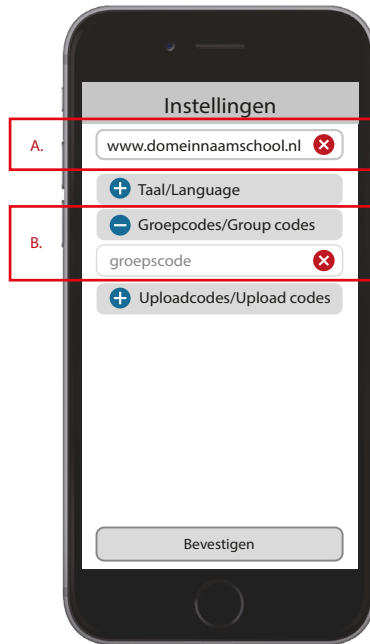 Instellingen
A.
www.domeinnaamschool.nl
Taal/Language
B.
Groepcodes/Group codes
groepscode
Uploadcodes/Upload codes
Bevestigen